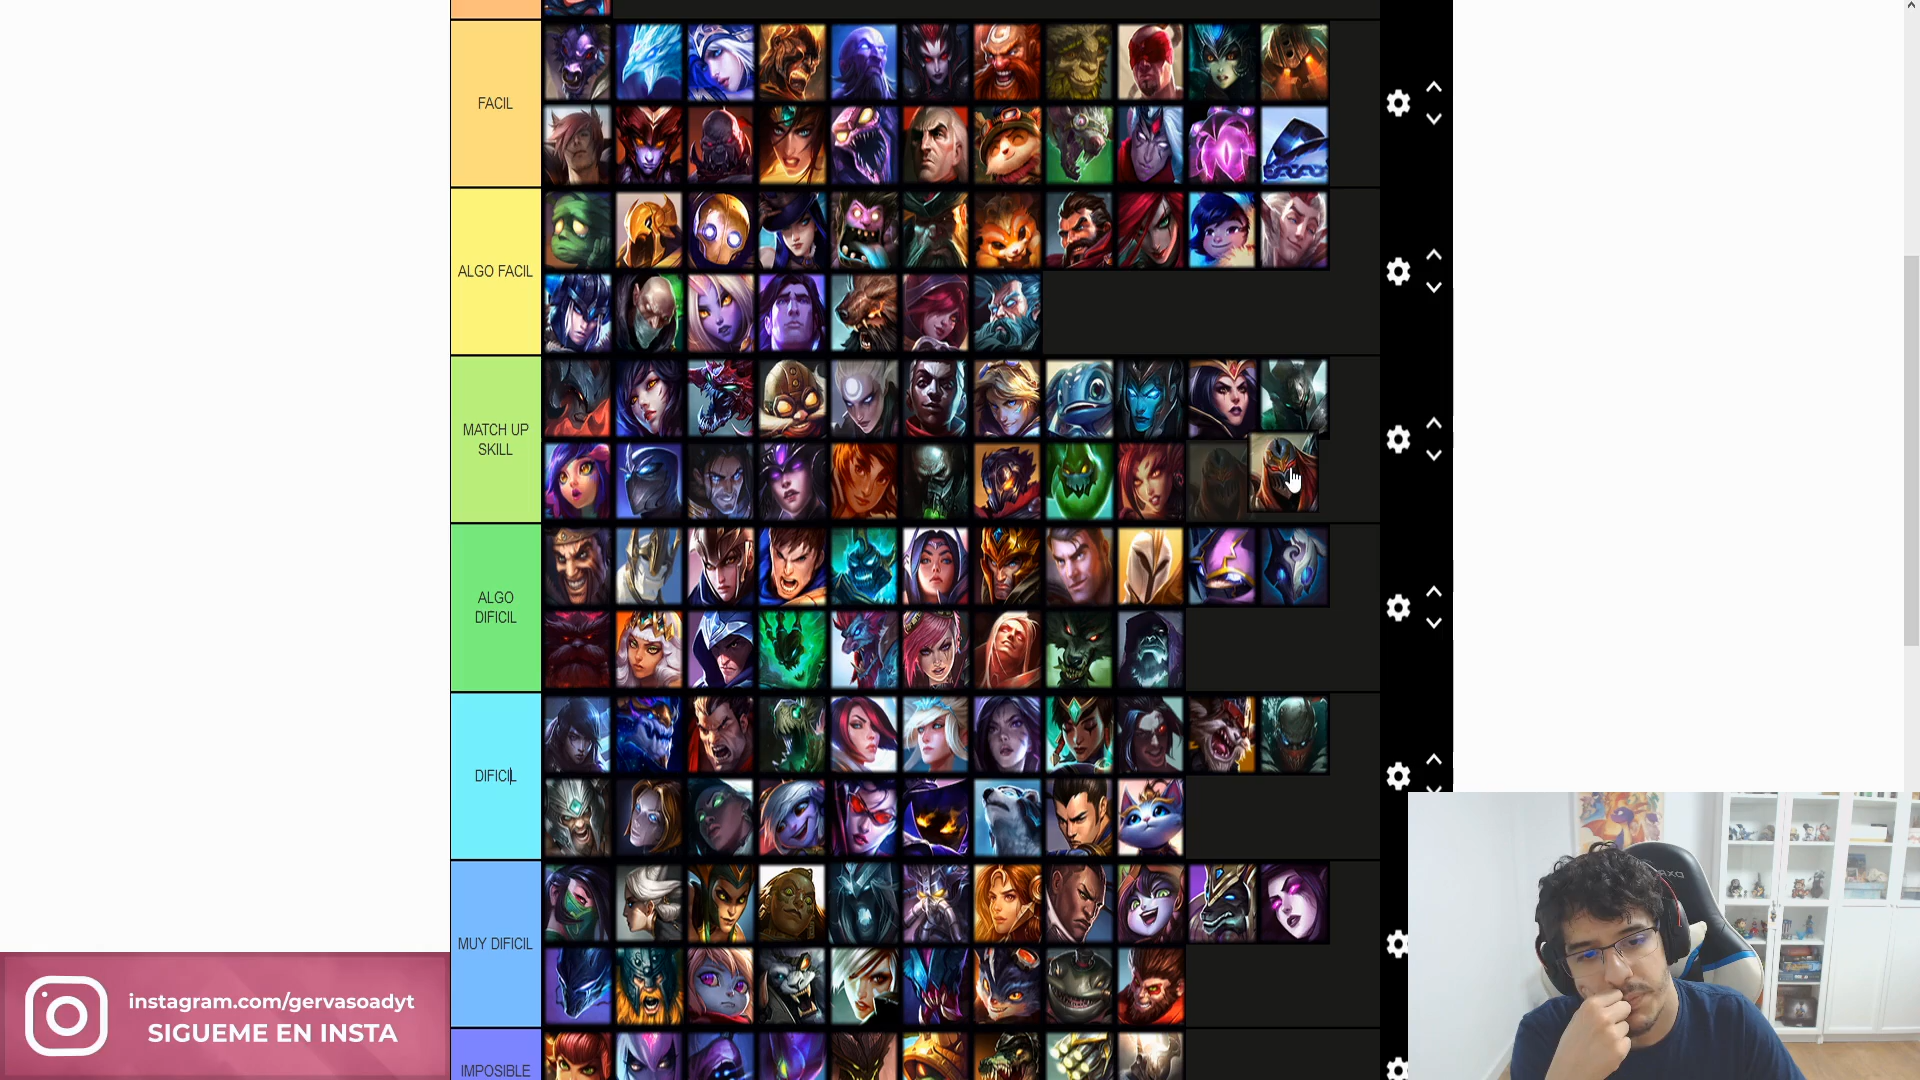 FACIL
ALGO FACIL
MATCH UP
SKILL
ALGO
DIFICIL
DIFICIL
MUY DIFICIL
IMPOSIBLE
instagram.com/gervasoadyt
SIGUEME EN INSTA